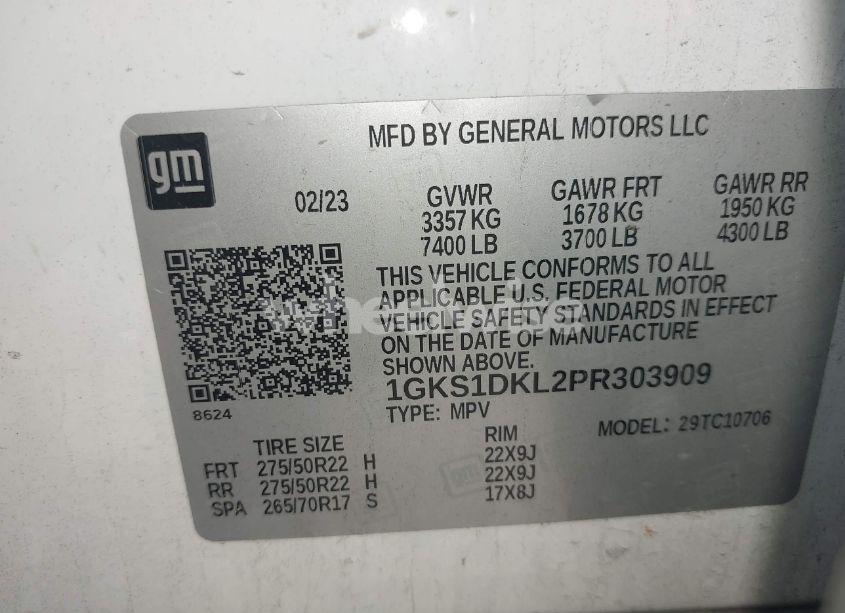 gm
MFD BY GENERAL MOTORS LLC
02/23
GVWR
3357 KG
7400 LB
GAWR FRT
1678 KG
3700 LB
GAWR RR
1950 KG
4300 LB
THIS VEHICLE CONFORMS TO ALL
APPLICABLE U.S. FEDERAL MOTOR
VEHICLE SAFETY STANDARDS IN EFFECT
ON THE DATE OF MANUFACTURE
SHOWN ABOVE.
8624
1GKS1DKL2PR303909
TYPE: MPV
MODEL: 29TC10706
TIRE SIZE RIM
FRT 275/50R22 H 22X9J
RR 275/50R22 H 22X9J
SPA 265/70R17 S 17X8J
gm